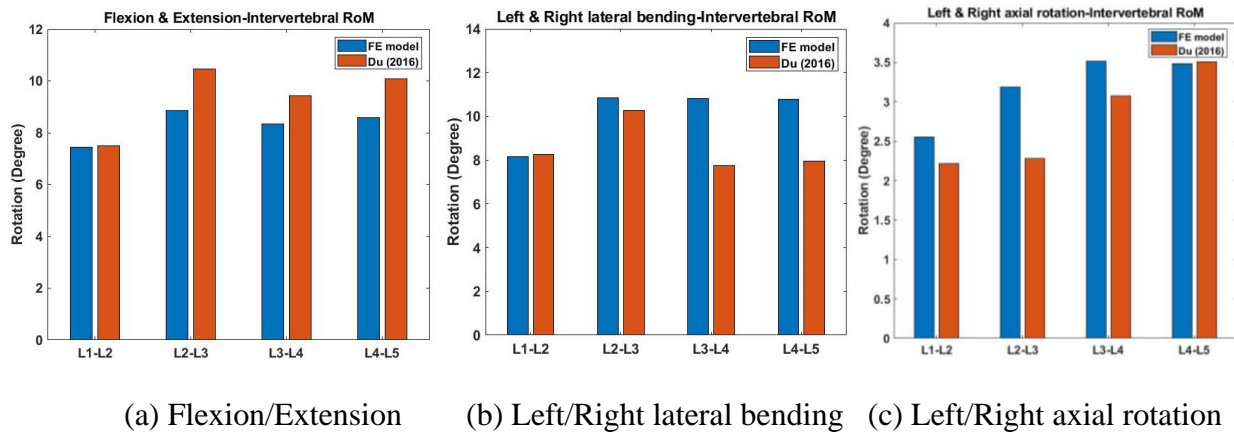 Flexion & Extension-Intervertebral RoM
12
10
8
6
4
2
0
Rotation (Degree)
FE model
Du (2016)
L1-L2 L2-L3 L3-L4 L4-L5
(a) Flexion/Extension
Left & Right lateral bending-Intervertebral RoM
14
12
10
8
6
4
2
0
Rotation (Degree)
FE model
Du (2016)
L1-L2 L2-L3 L3-L4 L4-L5
(b) Left/Right lateral bending
Left & Right axial rotation-Intervertebral RoM
4
3.5
3
2.5
2
1.5
1
0.5
0
Rotation (Degree)
FE model
Du (2016)
L1-L2 L2-L3 L3-L4 L4-L5
(c) Left/Right axial rotation